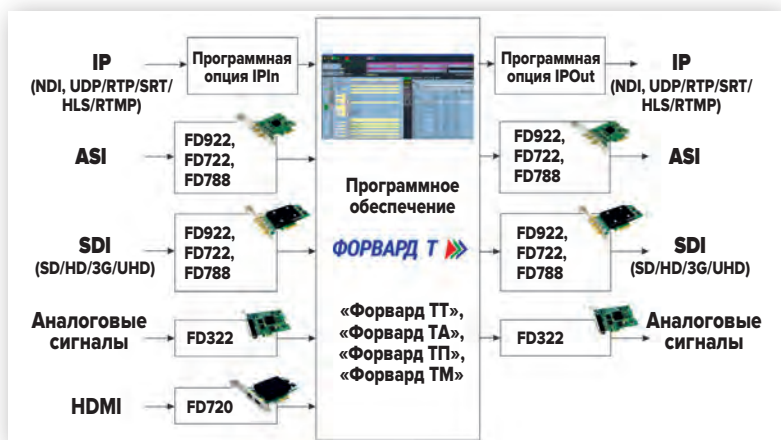 IP
(NDI, UDP/RTP/SRT/
HLS/RTMP)
Программная
опция IPIn
ASI
FD922,
FD722,
FD788
SDI
(SD/HD/3G/UHD)
FD922,
FD722,
FD788
Аналоговые
сигналы
FD322
HDMI
FD720
Программное
обеспечение
ФОРВАРД Т
«Форвард ТТ»,
«Форвард ТА»,
«Форвард ТП»,
«Форвард ТМ»
Программная
опция IPOut
IP
(NDI, UDP/RTP/SRT/
HLS/RTMP)
FD922,
FD722,
FD788
ASI
FD922,
FD722,
FD788
SDI
(SD/HD/3G/UHD)
FD322
Аналоговые
сигналы